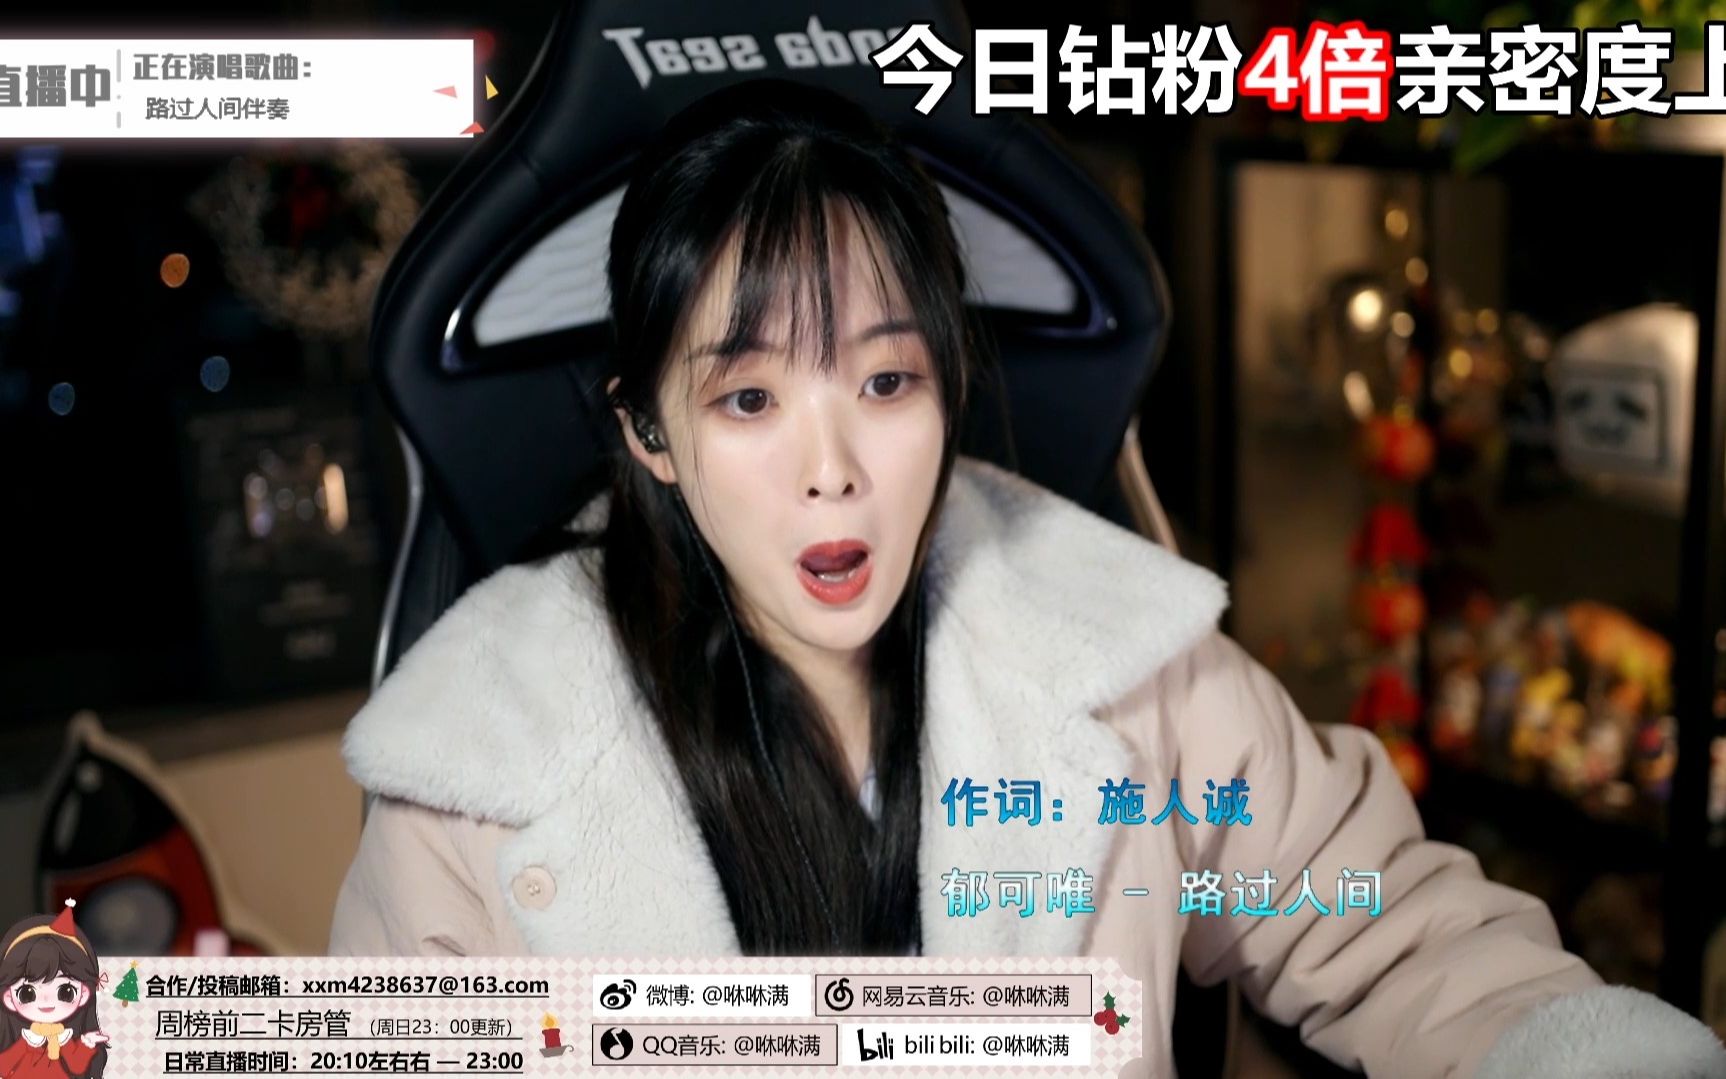 今日钻粉4倍亲密度上
直播中
正在演唱歌曲：
路过人间伴奏
作词：施人诚
郁可唯 - 路过人间
合作/投稿邮箱：xxm4238637@163.com
周榜前二卡房管（周日23：00更新）
日常直播时间：20:10左右右 — 23:00
微博: @咻咻满
网易云音乐: @咻咻满
QQ音乐: @咻咻满
bilibili: @咻咻满